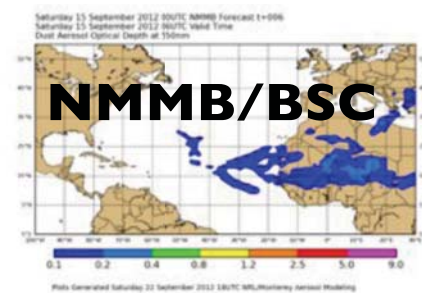 Saturday 15 September 2012 00UTC NMMB Forecast t+006
Saturday 15 September 2012 06UTC Valid Time
Dust Aerosol Optical Depth at 550nm
NMMB/BSC
0.1 0.2 0.4 0.8 1.2 2.5 5.0 9.0
Plots Generated Saturday 22 September 2012 18UTC NRL/Monterey Aerosol Modeling